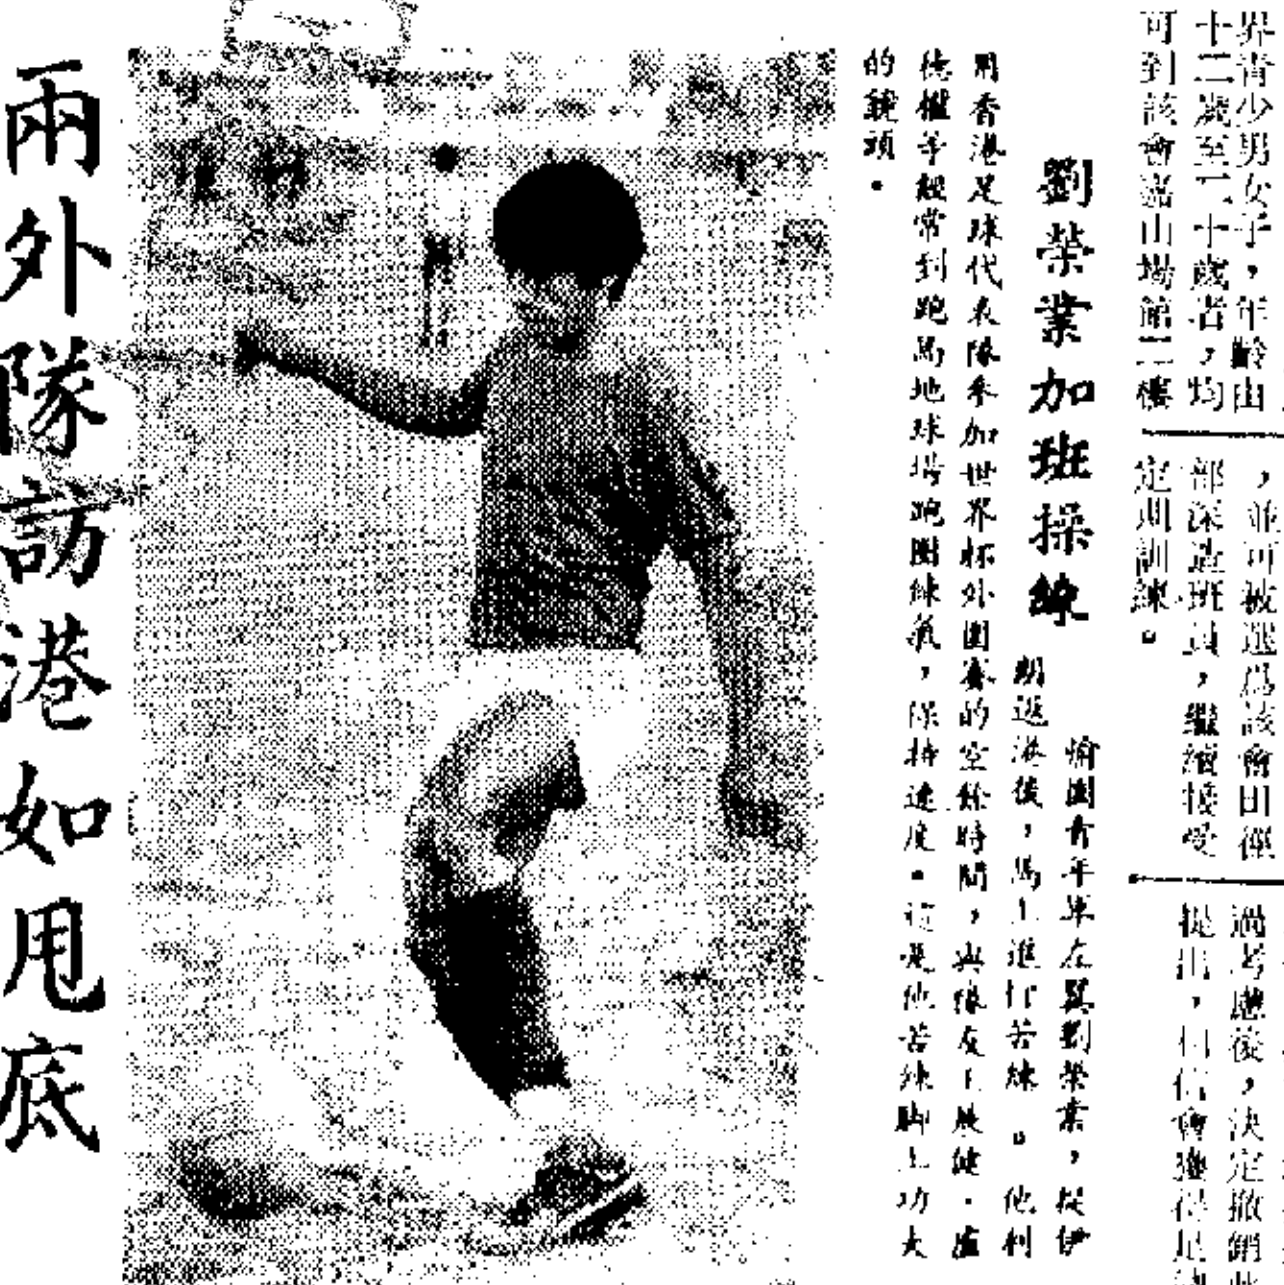 界青少男女子，年齡由
十二歲至二十歲者，均
可到該會嘉山場館二樓
，並可被選爲該會田徑
部深造班員，繼續接受
定期訓練。
過考慮後，決定撤銷
提出，相信會獲得足
劉榮業加班操練
愉園青年軍左翼劉榮業，從伊
朗返港後，馬上進行苦練。他利
用香港足球代表隊參加世界杯外圍賽的空餘時間，與隊友卜展健．盧
德權等經常到跑馬地球場跑圈練氣，保持速度。這是他苦練腳上功夫
的鏡頭。
兩外隊訪港如甩底